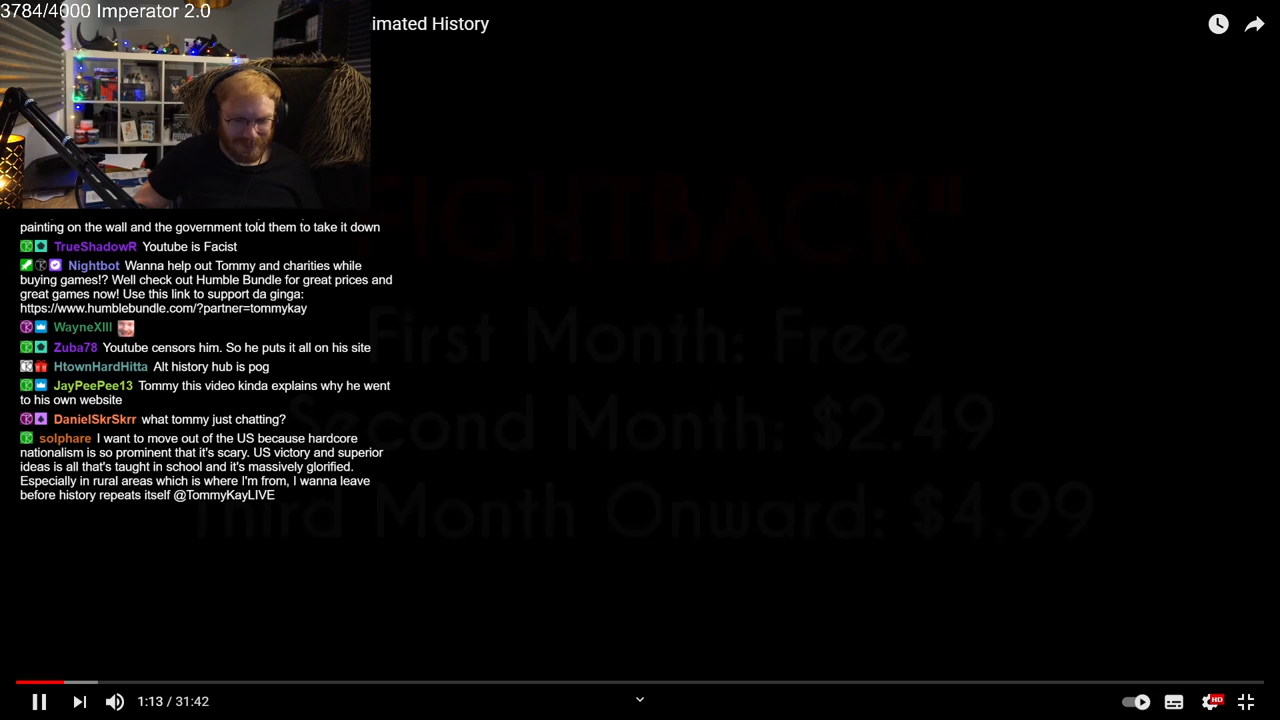 3784/4000 Imperator 2.0
imated History
painting on the wall and the government told them to take it down
TrueShadowR Youtube is Facist
Nightbot Wanna help out Tommy and charities while
buying games!? Well check out Humble Bundle for great prices and
great games now! Use this link to support da ginga:
https://www.humblebundle.com/?partner=tommykay
WayneXIII
Zuba78 Youtube censors him. So he puts it all on his site
HtownHardHitta Alt history hub is pog
JayPeePee13 Tommy this video kinda explains why he went
to his own website
DanielSkrSkrr what tommy just chatting?
solphare I want to move out of the US because hardcore
nationalism is so prominent that it's scary. US victory and superior
ideas is all that's taught in school and it's massively glorified.
Especially in rural areas which is where I'm from, I wanna leave
before history repeats itself @TommyKayLIVE
FIGHTBACK"
First Month, Free
Second Month: $2.49
Third Month Onward: $4.99
1:13 / 31:42
HD